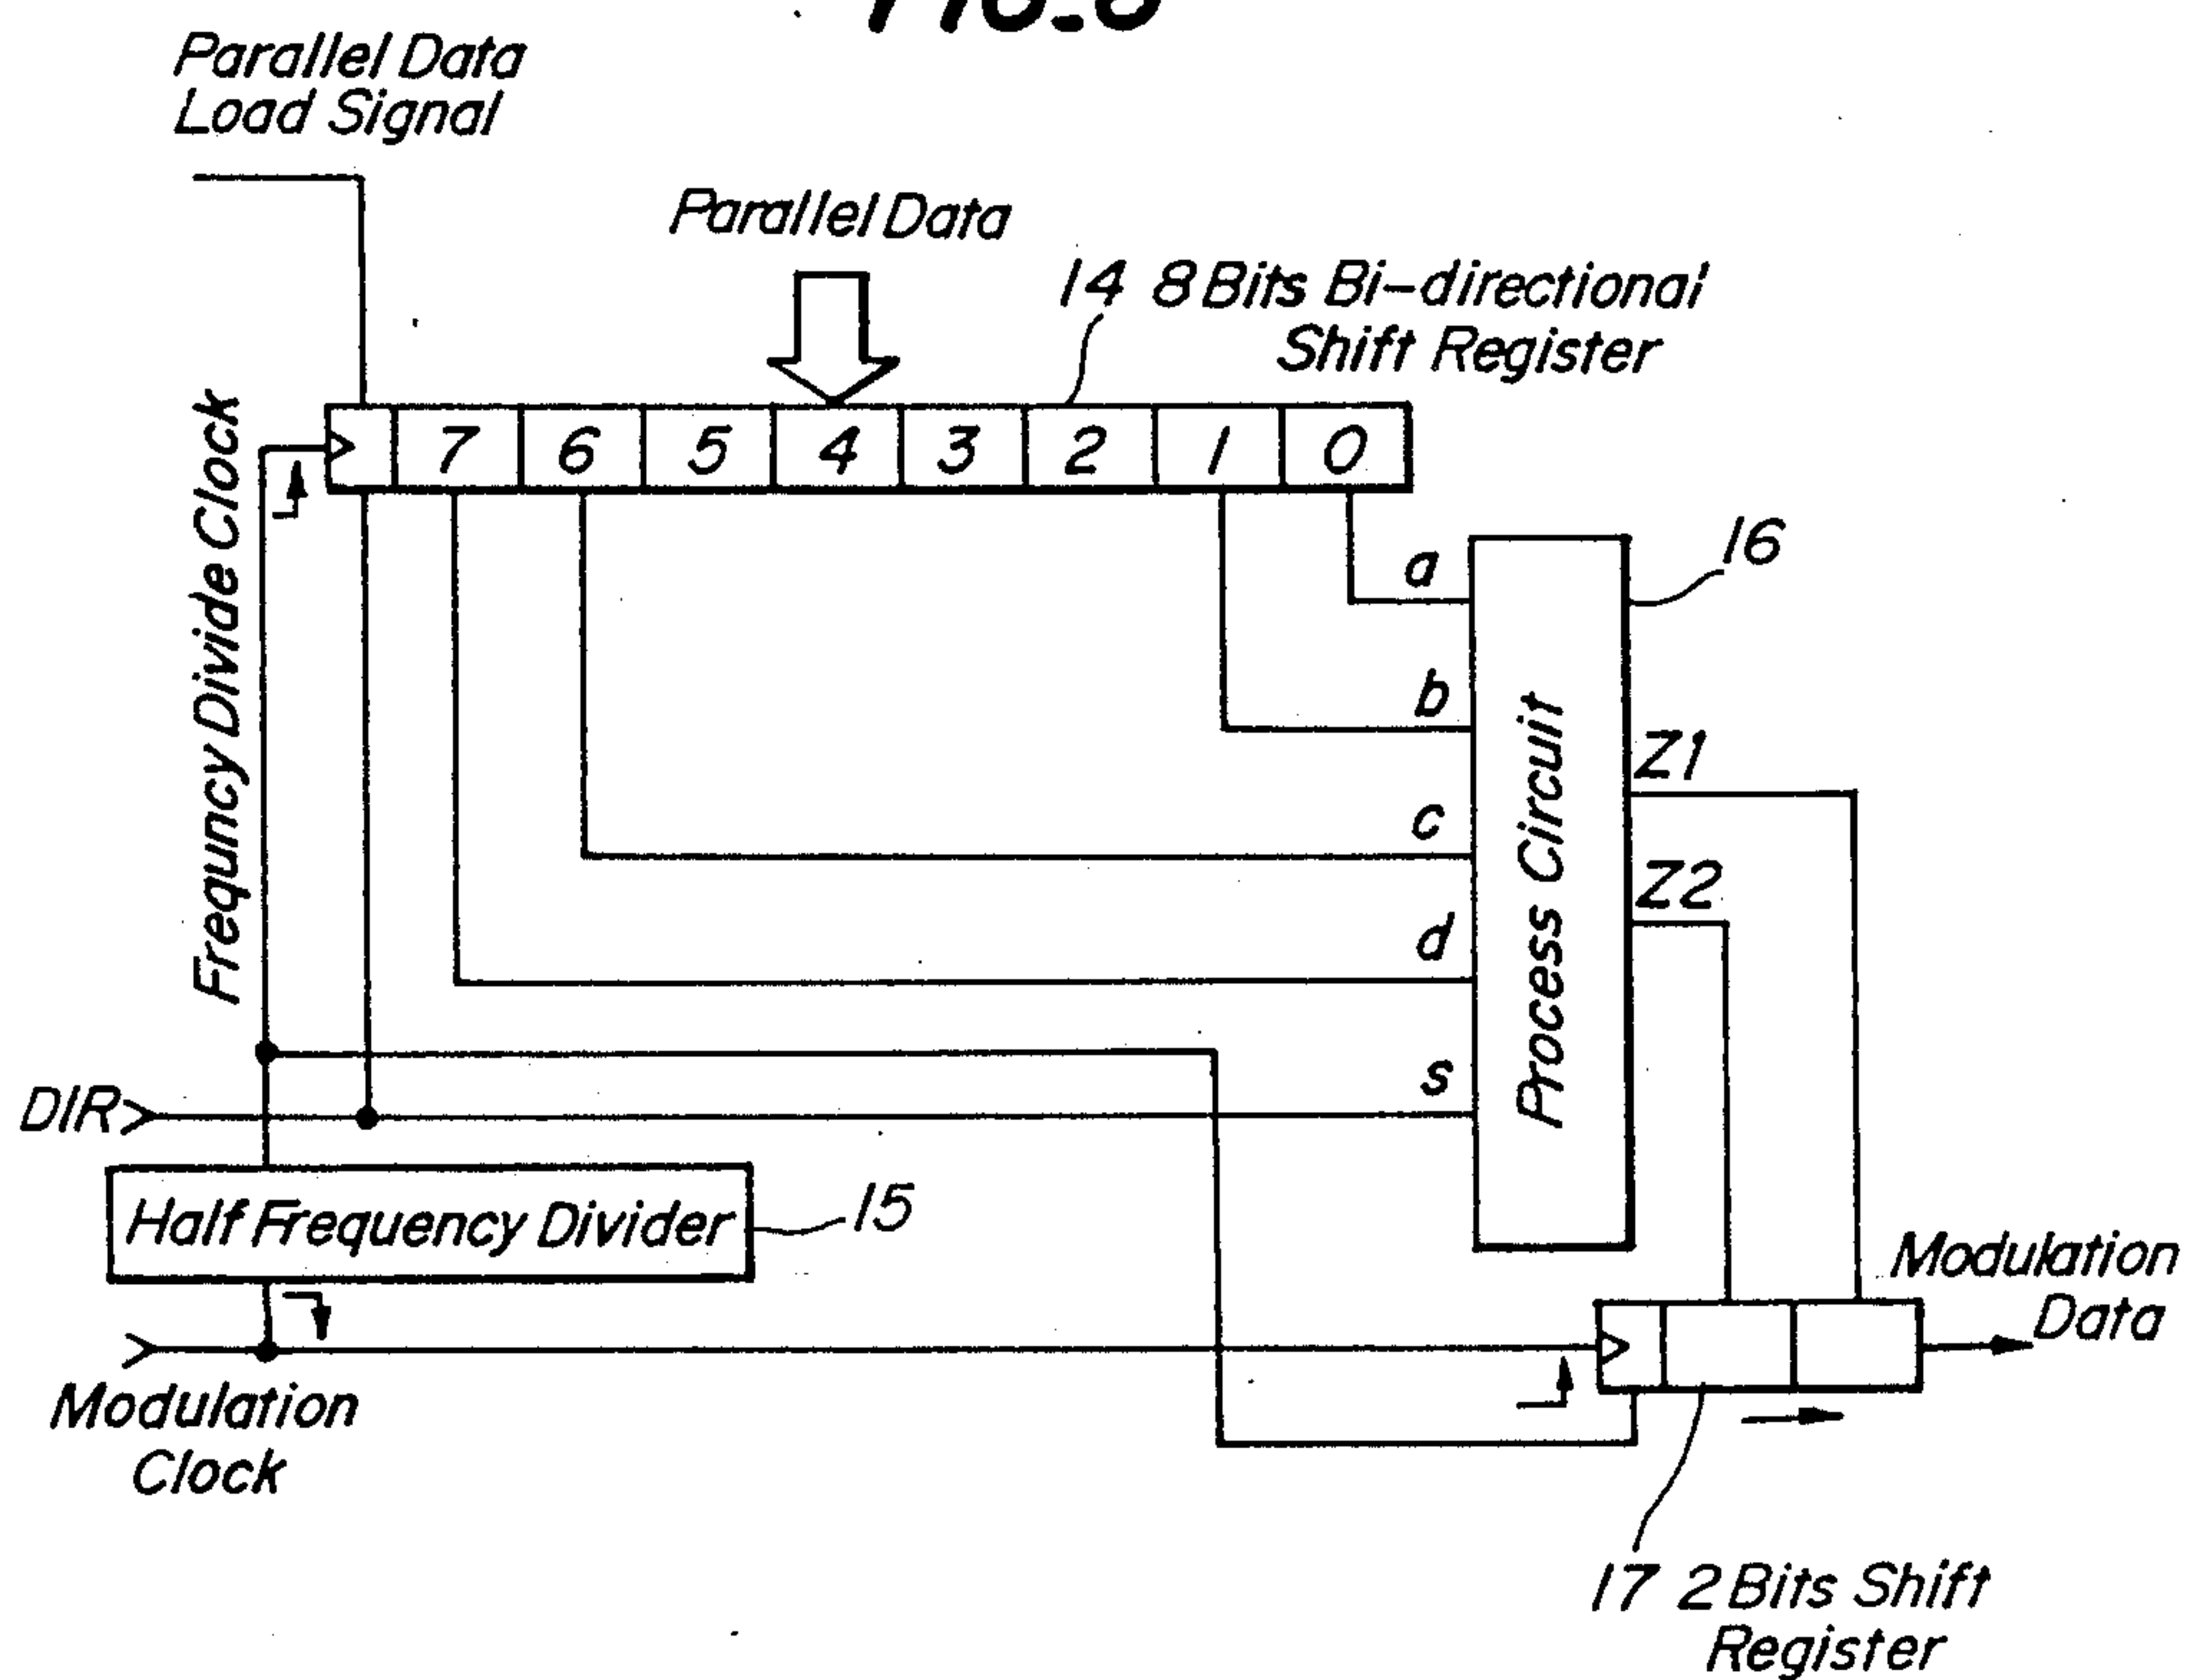 Parallel Data
Load Signal
Parallel Data
14 8 Bits Bi-directional
Shift Register
Frequncy Divide Clock
7 6 5 4 3 2 1 0
16
a
b
c
d
s
Process Circuit
Z1
Z2
DIR
Half Frequency Divider
15
Modulation
Data
Modulation
Clock
17 2 Bits Shift
Register